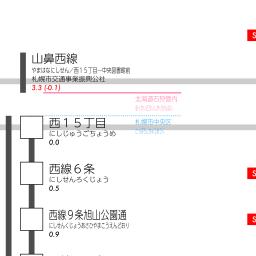 山鼻西線
やまはなにしせん／西１５丁目―中央図書館前
札幌市交通事業振興公社
3.3 (-0.1)
北海道石狩管内
札幌市中央区
西１５丁目
にしじゅうごちょうめ
0.0
西線６条
にしせんろくじょう
0.5
西線９条旭山公園通
にしせんくじょうあさひやまこうえんどおり
0.9